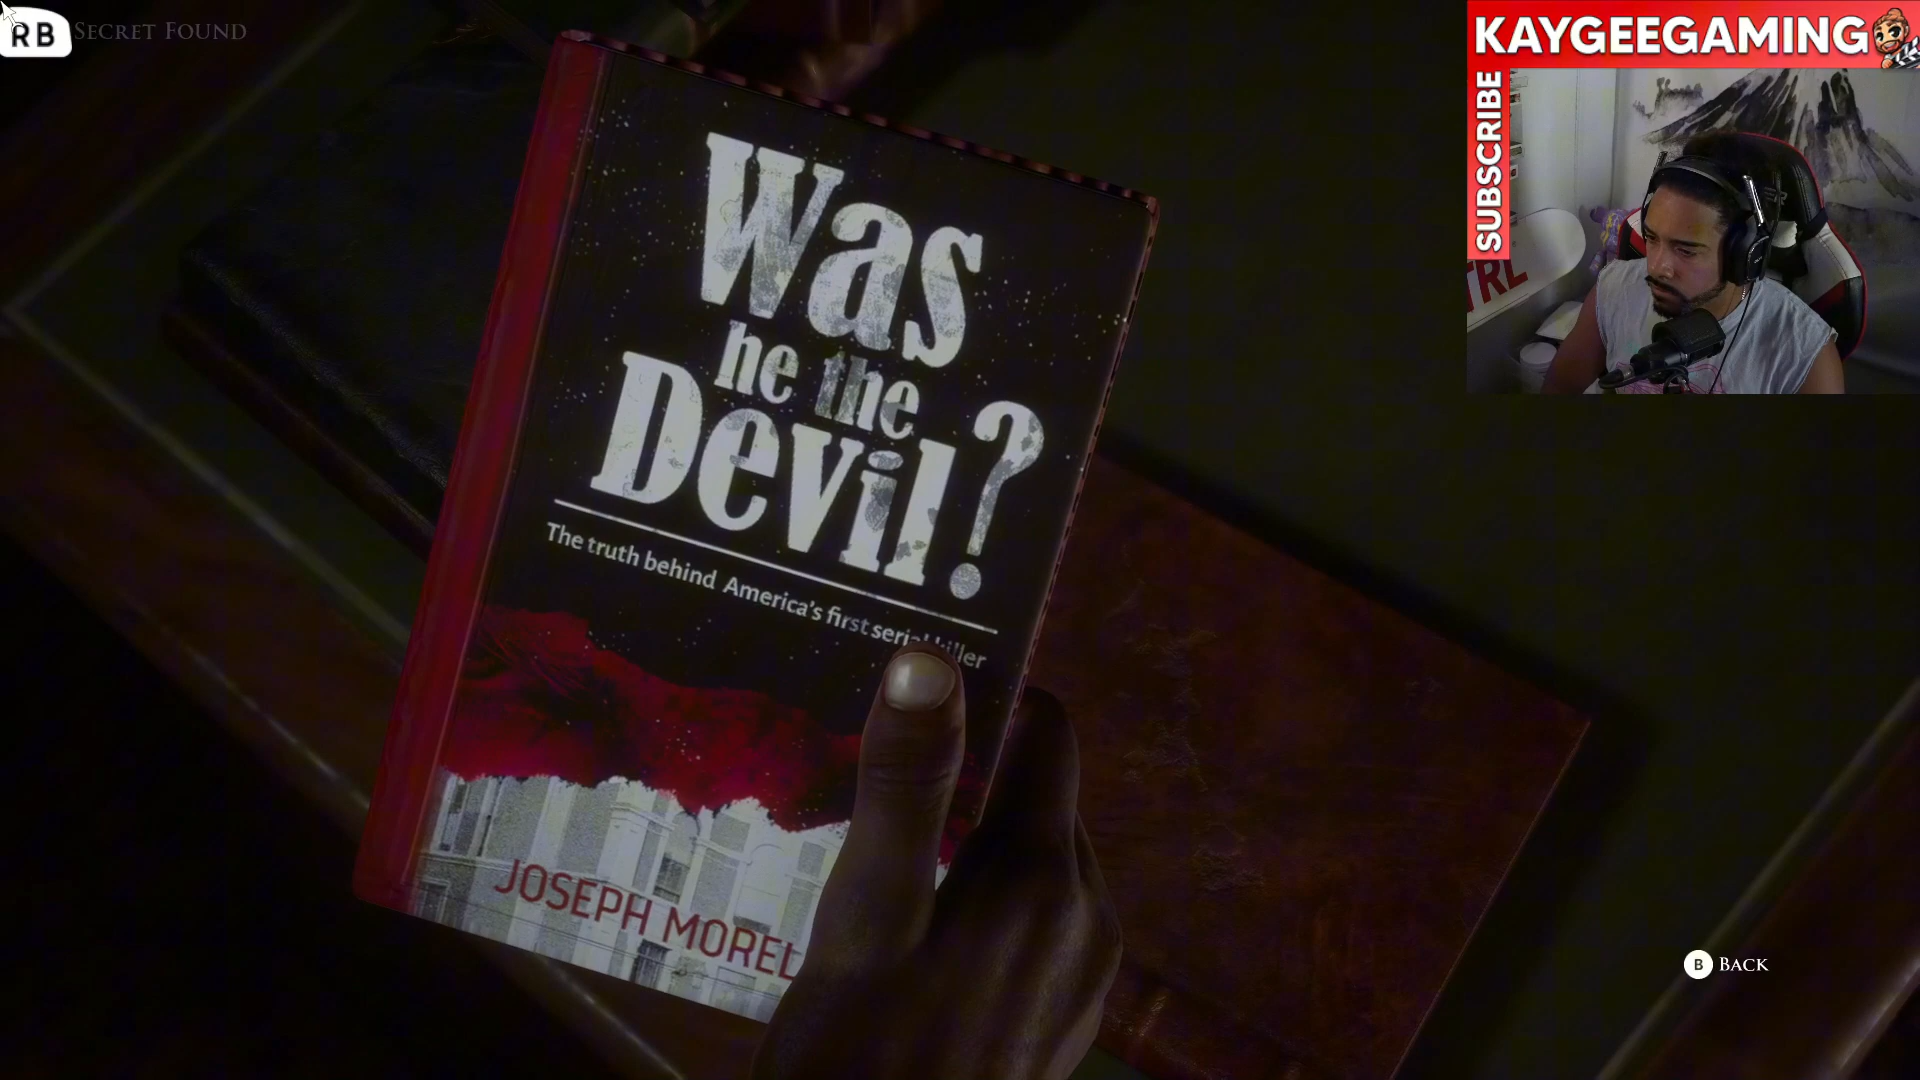 RB Secret Found
KAYGEEGAMING
SUBSCRIBE
TRL
Was
he the
Devil?
The truth behind America's first serial killer
JOSEPH MOREL
B BACK